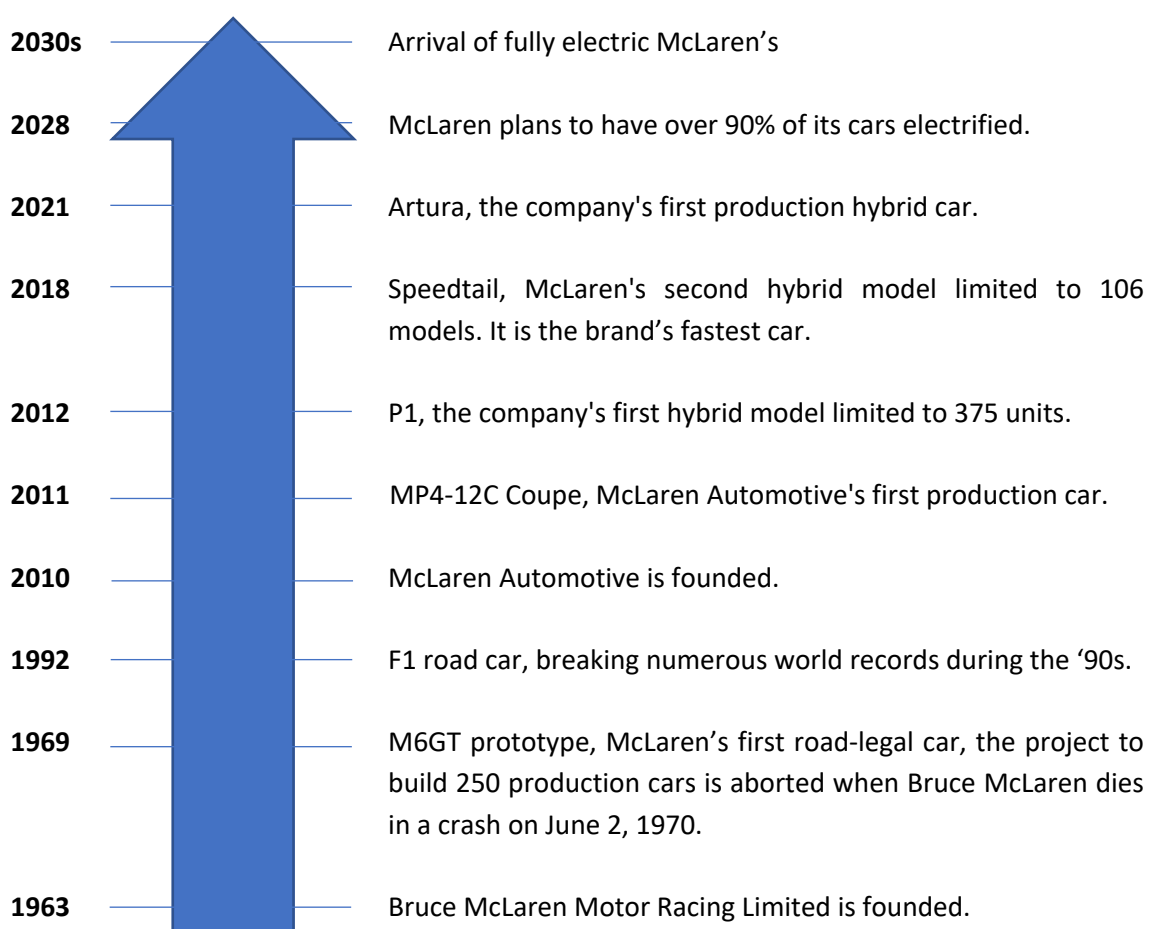 2030s Arrival of fully electric McLaren’s
2028 McLaren plans to have over 90% of its cars electrified.
2021 Artura, the company's first production hybrid car.
2018 Speedtail, McLaren's second hybrid model limited to 106
models. It is the brand’s fastest car.
2012 P1, the company's first hybrid model limited to 375 units.
2011 MP4-12C Coupe, McLaren Automotive's first production car.
2010 McLaren Automotive is founded.
1992 F1 road car, breaking numerous world records during the ‘90s.
1969 M6GT prototype, McLaren’s first road-legal car, the project to
build 250 production cars is aborted when Bruce McLaren dies
in a crash on June 2, 1970.
1963 Bruce McLaren Motor Racing Limited is founded.